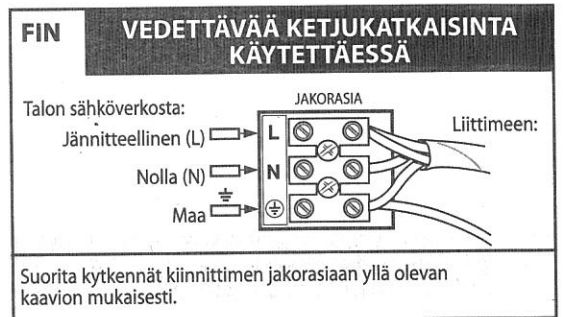 FIN
VEDETTÄVÄÄ KETJUKATKAISINTA
KÄYTETTÄESSÄ
JAKORASIA
Talon sähköverkosta:
Liittimeen:
Jännitteellinen (L)
L
Nolla (N)
N
Maa
Suorita kytkennät kiinnittimen jakorasiaan yllä olevan
kaavion mukaisesti.